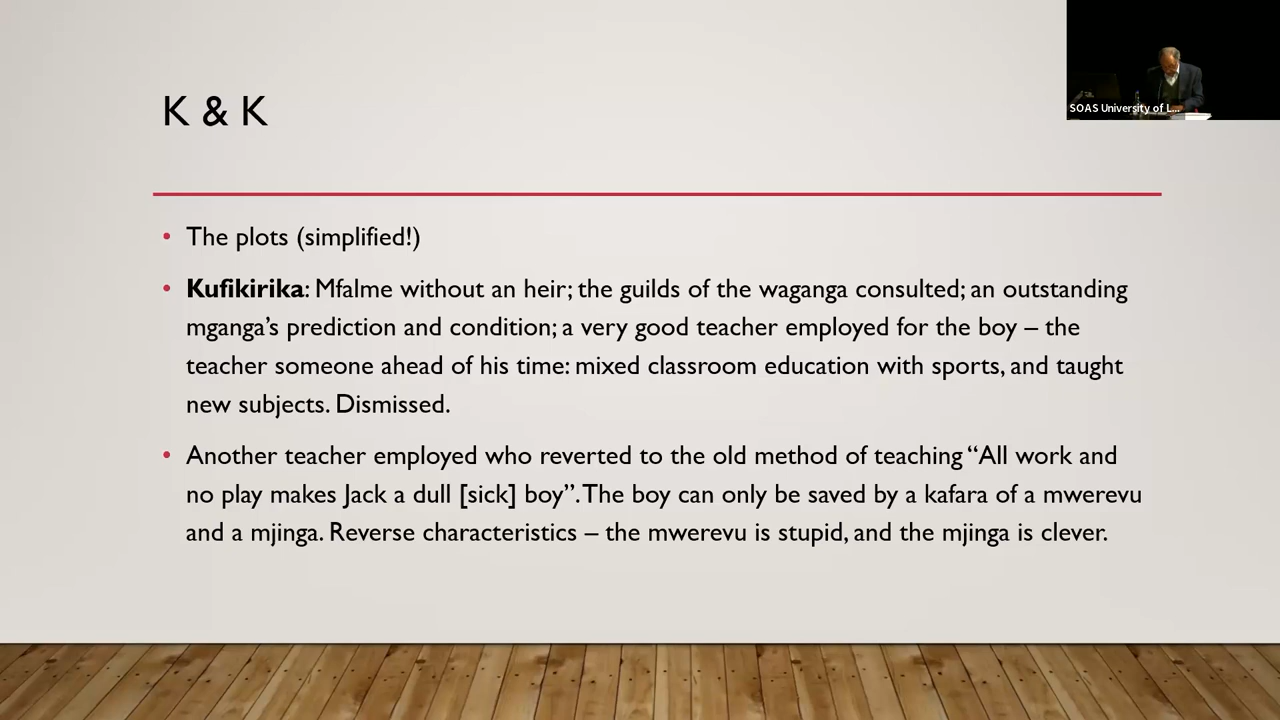 K & K
SOAS University of L...
• The plots (simplified!)
• Kufikirika: Mfalme without an heir; the guilds of the waganga consulted; an outstanding
mganga’s prediction and condition; a very good teacher employed for the boy – the
teacher someone ahead of his time: mixed classroom education with sports, and taught
new subjects. Dismissed.
• Another teacher employed who reverted to the old method of teaching “All work and
no play makes Jack a dull [sick] boy”. The boy can only be saved by a kafara of a mwerevu
and a mjinga. Reverse characteristics – the mwerevu is stupid, and the mjinga is clever.